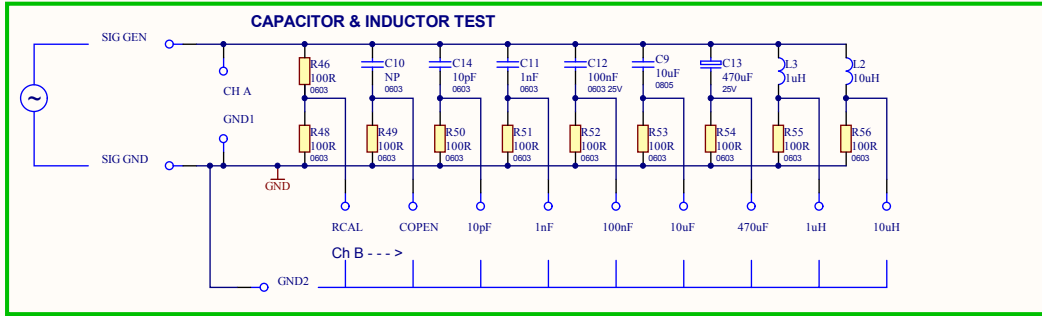 CAPACITOR & INDUCTOR TEST
SIG GEN
CH A
GND1
SIG GND
GND
R46
100R
0603
C10
NP
0603
C14
10pF
0603
C11
1nF
0603
C12
100nF
0603 25V
C9
10uF
0805
C13
470uF
25V
L3
1uH
L2
10uH
R48
100R
0603
R49
100R
0603
R50
100R
0603
R51
100R
0603
R52
100R
0603
R53
100R
0603
R54
100R
0603
R55
100R
0603
R56
100R
0603
RCAL
COPEN
10pF
1nF
100nF
10uF
470uF
1uH
10uH
Ch B - - - >
GND2